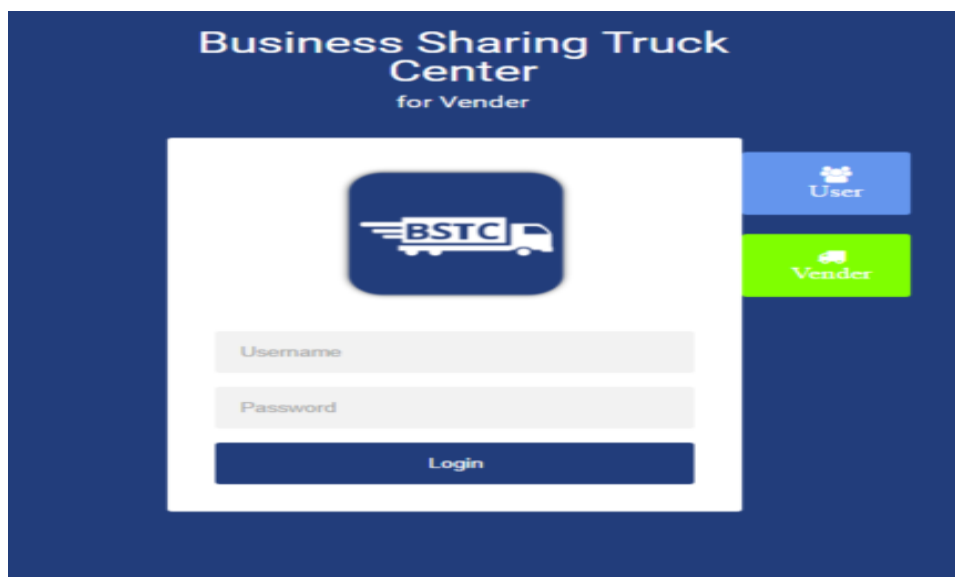 Business Sharing Truck
Center
for Vender
BSTC
User
Vender
Username
Password
Login